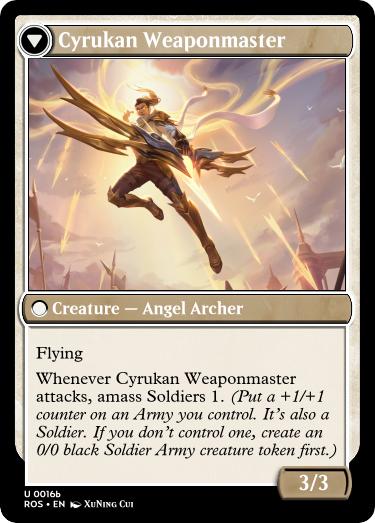 Cyrukan Weaponmaster
Creature — Angel Archer
Flying
Whenever Cyrukan Weaponmaster
attacks, amass Soldiers 1. (Put a +1/+1
counter on an Army you control. It's also a
Soldier. If you don't control one, create an
0/0 black Soldier Army creature token first.)
3/3
U 0016b
ROS • EN XuNing Cui